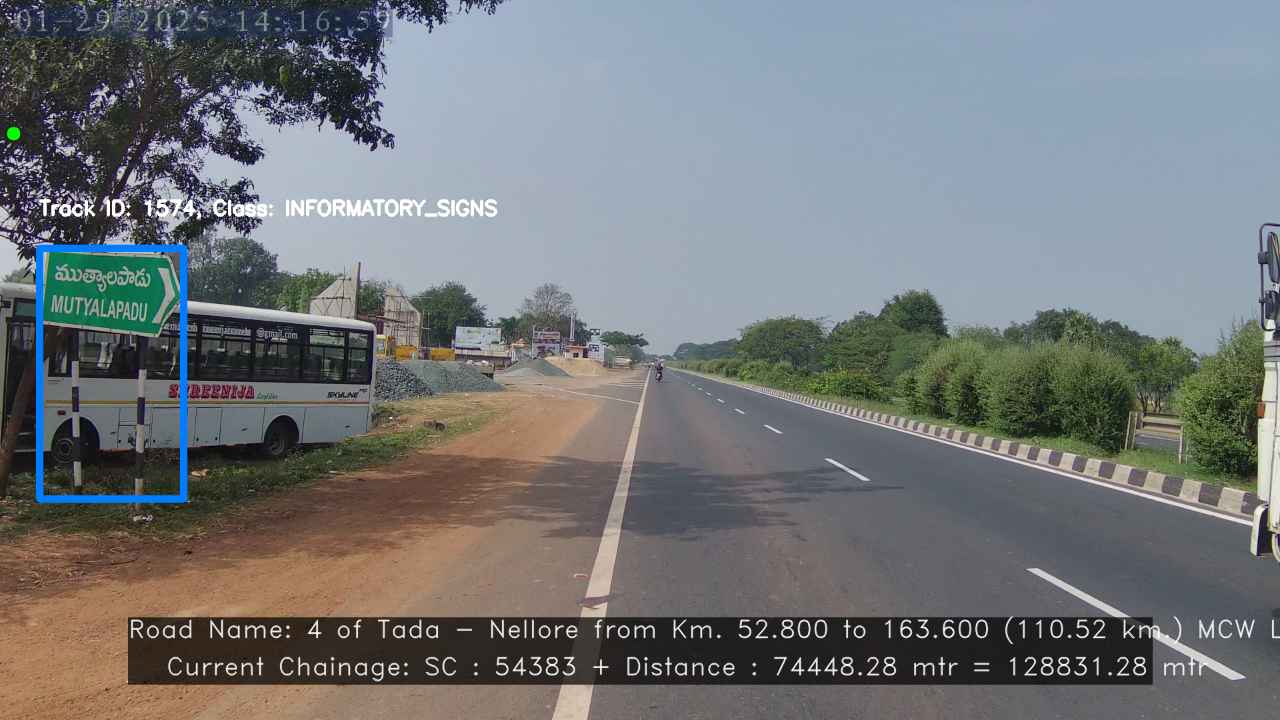 01-29-2025 14:16:59
Track ID: 1574, Class: INFORMATORY_SIGNS
ముత్యాలపాడు
MUTYALAPADU
@gmail.com
SREENIJA
SKYLINE
Road Name: 4 of Tada - Nellore from Km. 52.800 to 163.600 (110.52 km.) MCW L
Current Chainage: SC : 54383 + Distance : 74448.28 mtr = 128831.28 mtr